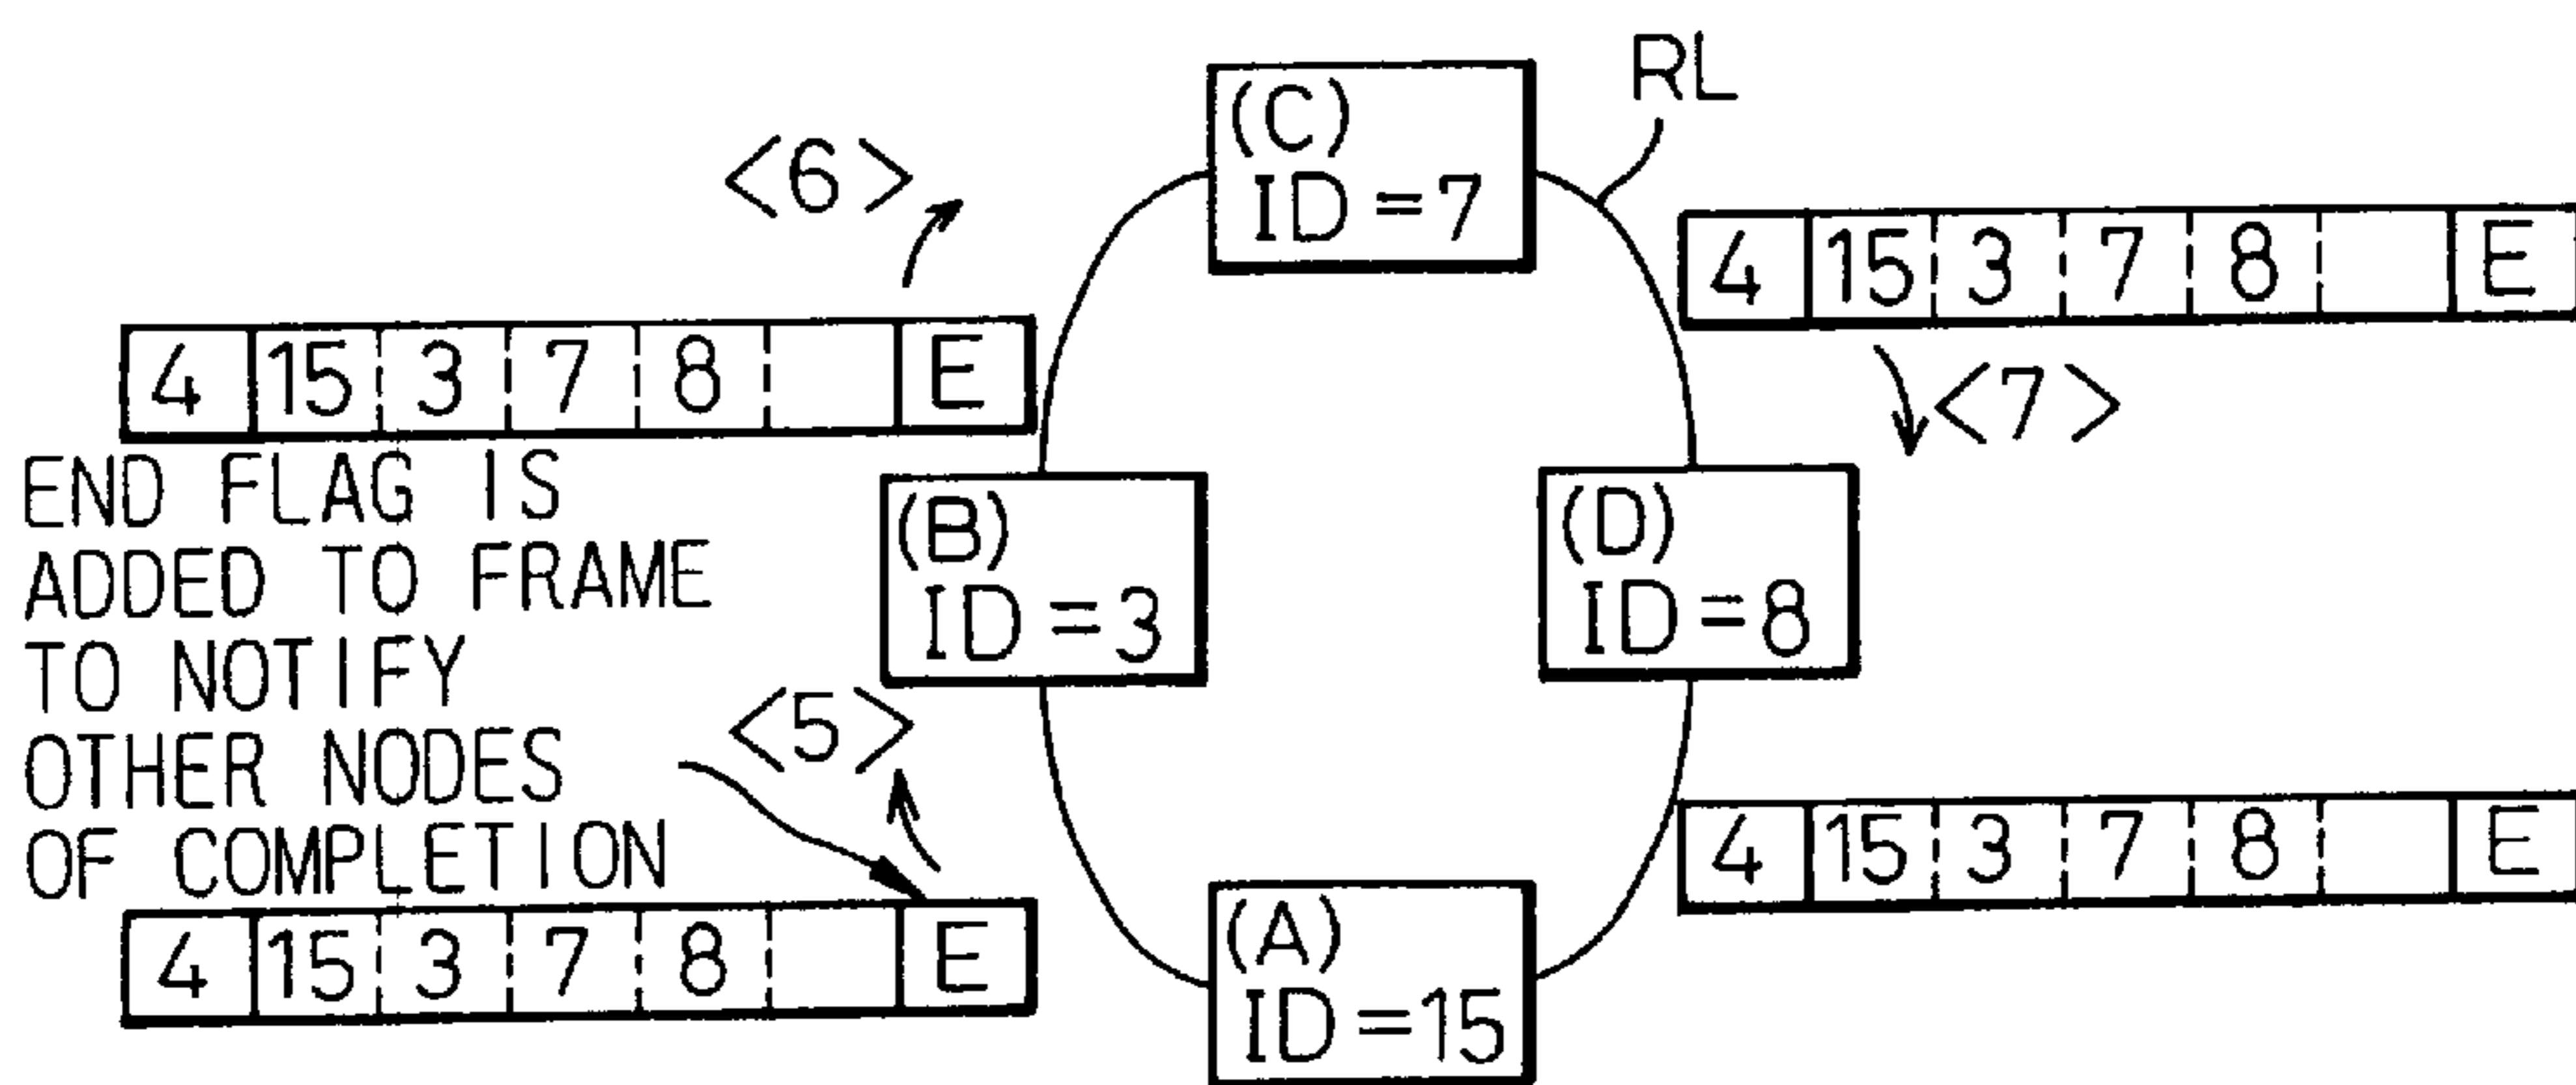 (C)
ID=7
RL
<6>
4 15 3 7 8 E
4 15 3 7 8 E
<7>
END FLAG IS
ADDED TO FRAME
TO NOTIFY
OTHER NODES
OF COMPLETION
(B)
ID=3
(D)
ID=8
<5>
4 15 3 7 8 E
4 15 3 7 8 E
(A)
ID=15